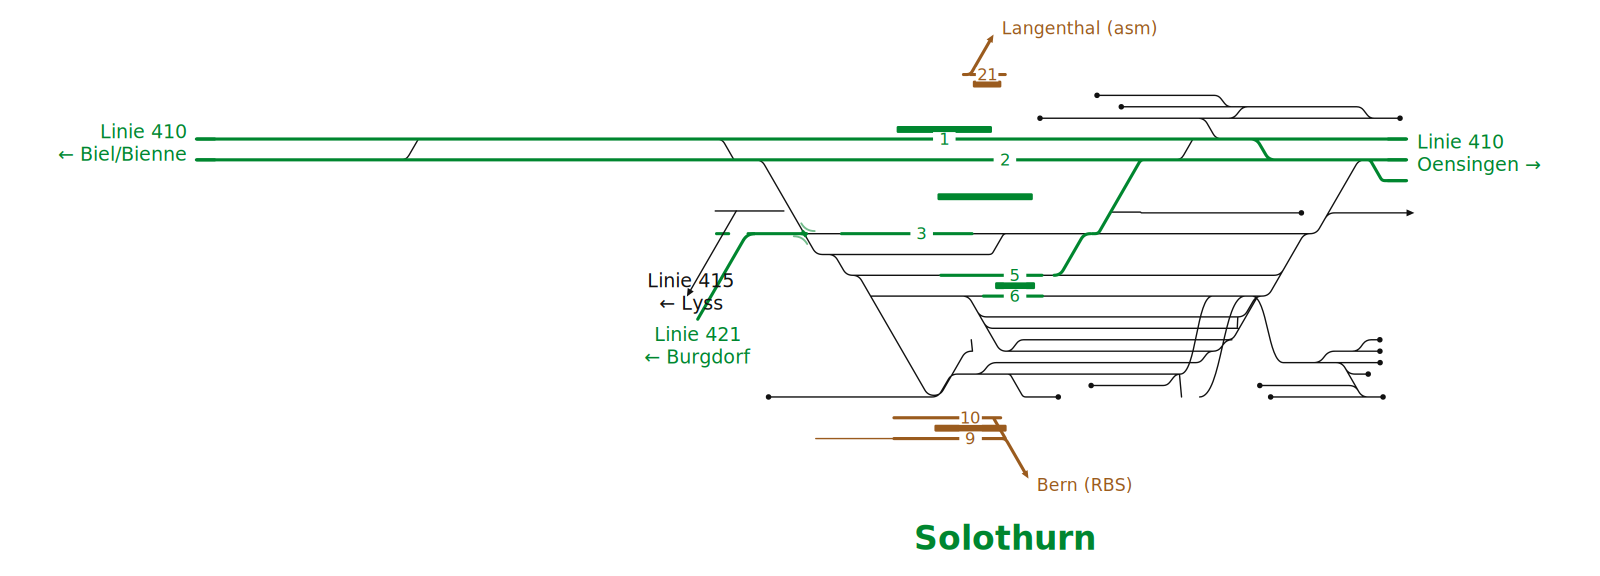 Langenthal (asm)
21
Linie 410
← Biel/Bienne
1
2
Linie 410
Oensingen →
3
Linie 415
← Lyss
5
6
Linie 421
← Burgdorf
10
9
Bern (RBS)
Solothurn